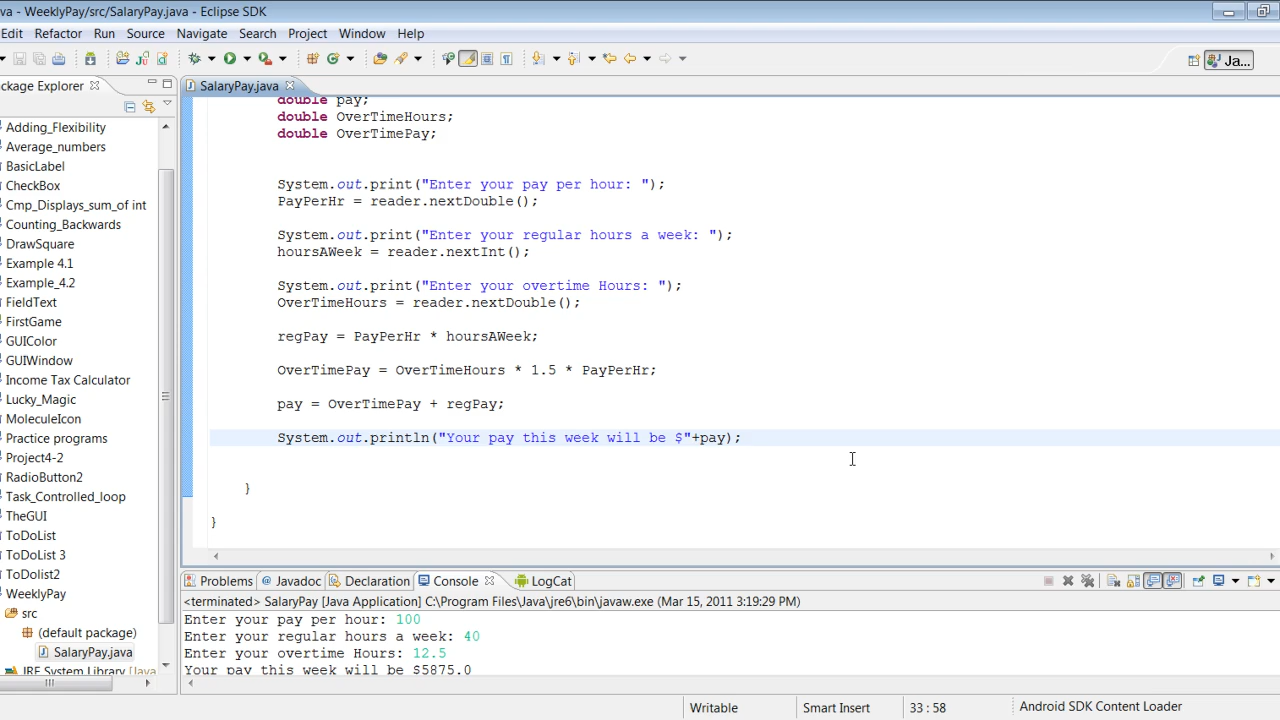 va - WeeklyPay/src/SalaryPay.java - Eclipse SDK
Edit Refactor Run Source Navigate Search Project Window Help
Ja...
ackage Explorer
SalaryPay.java
Adding_Flexibility
Average_numbers
BasicLabel
CheckBox
Cmp_Displays_sum_of int
Counting_Backwards
DrawSquare
Example 4.1
Example_4.2
FieldText
FirstGame
GUIColor
GUIWindow
Income Tax Calculator
Lucky_Magic
MoleculeIcon
Practice programs
Project4-2
RadioButton2
Task_Controlled_loop
TheGUI
ToDoList
ToDoList 3
ToDolist2
WeeklyPay
src
(default package)
SalaryPay.java
JRE System Library [Java
double pay;
double OverTimeHours;
double OverTimePay;
System.out.print("Enter your pay per hour: ");
PayPerHr = reader.nextDouble();
System.out.print("Enter your regular hours a week: ");
hoursAWeek = reader.nextInt();
System.out.print("Enter your overtime Hours: ");
OverTimeHours = reader.nextDouble();
regPay = PayPerHr * hoursAWeek;
OverTimePay = OverTimeHours * 1.5 * PayPerHr;
pay = OverTimePay + regPay;
System.out.println("Your pay this week will be $"+pay);
}
}
Problems @ Javadoc Declaration Console LogCat
<terminated> SalaryPay [Java Application] C:\Program Files\Java\jre6\bin\javaw.exe (Mar 15, 2011 3:19:29 PM)
Enter your pay per hour: 100
Enter your regular hours a week: 40
Enter your overtime Hours: 12.5
Your pay this week will be $5875.0
Writable Smart Insert 33 : 58 Android SDK Content Loader